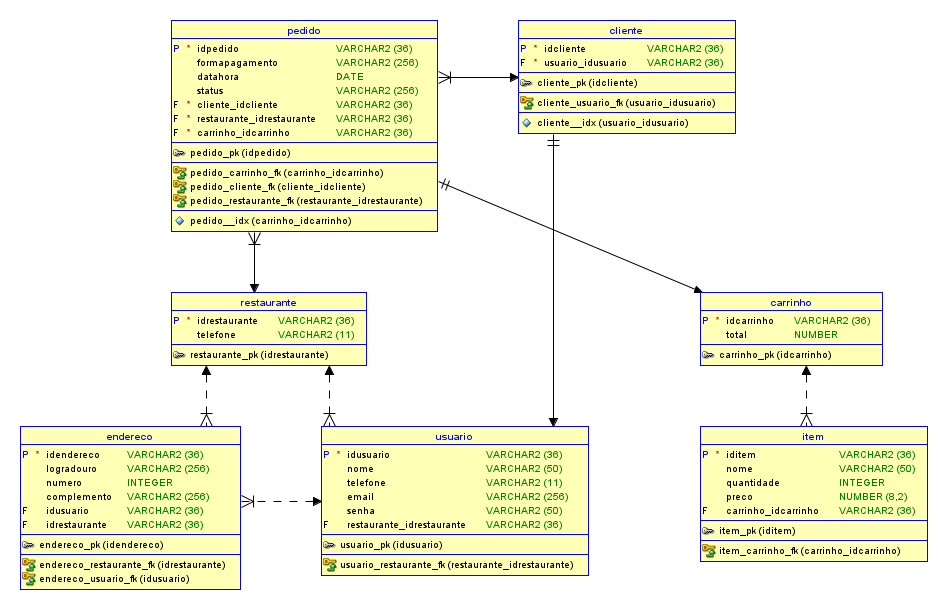 pedido
P * idpedido VARCHAR2 (36)
formapagamento VARCHAR2 (256)
datahora DATE
status VARCHAR2 (256)
F * cliente_idcliente VARCHAR2 (36)
F * restaurante_idrestaurante VARCHAR2 (36)
F * carrinho_idcarrinho VARCHAR2 (36)
pedido_pk (idpedido)
pedido_carrinho_fk (carrinho_idcarrinho)
pedido_cliente_fk (cliente_idcliente)
pedido_restaurante_fk (restaurante_idrestaurante)
pedido__idx (carrinho_idcarrinho)
cliente
P * idcliente VARCHAR2 (36)
F * usuario_idusuario VARCHAR2 (36)
cliente_pk (idcliente)
cliente_usuario_fk (usuario_idusuario)
cliente__idx (usuario_idusuario)
restaurante
P * idrestaurante VARCHAR2 (36)
telefone VARCHAR2 (11)
restaurante_pk (idrestaurante)
carrinho
P * idcarrinho VARCHAR2 (36)
total NUMBER
carrinho_pk (idcarrinho)
endereco
P * idendereco VARCHAR2 (36)
logradouro VARCHAR2 (256)
numero INTEGER
complemento VARCHAR2 (256)
F idusuario VARCHAR2 (36)
F idrestaurante VARCHAR2 (36)
endereco_pk (idendereco)
endereco_restaurante_fk (idrestaurante)
endereco_usuario_fk (idusuario)
usuario
P * idusuario VARCHAR2 (36)
nome VARCHAR2 (50)
telefone VARCHAR2 (11)
email VARCHAR2 (256)
senha VARCHAR2 (50)
F restaurante_idrestaurante VARCHAR2 (36)
usuario_pk (idusuario)
usuario_restaurante_fk (restaurante_idrestaurante)
item
P * iditem VARCHAR2 (36)
nome VARCHAR2 (50)
quantidade INTEGER
preco NUMBER (8,2)
F carrinho_idcarrinho VARCHAR2 (36)
item_pk (iditem)
item_carrinho_fk (carrinho_idcarrinho)